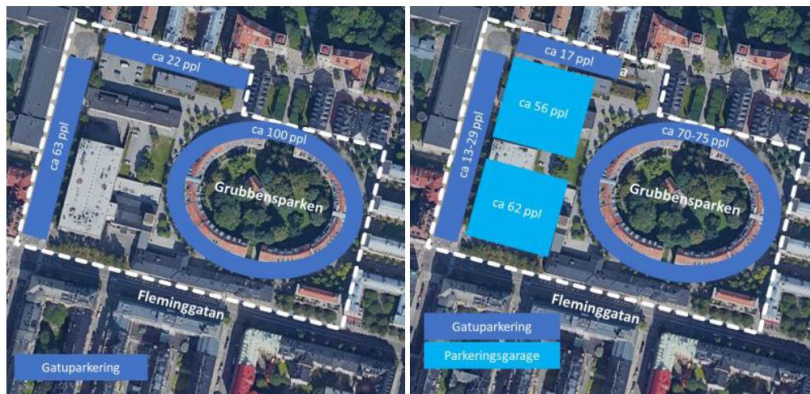 ca 22 ppl
ca 63 ppl
ca 100 ppl
Grubbensparken
Fleminggatan
Gatuparkering
ca 17 ppl
a
ca 56 ppl
ca 13-29 ppl
ca 70-75 ppl
Grubbensparken
ca 62 ppl
Fleminggatan
Gatuparkering
Parkeringsgarage